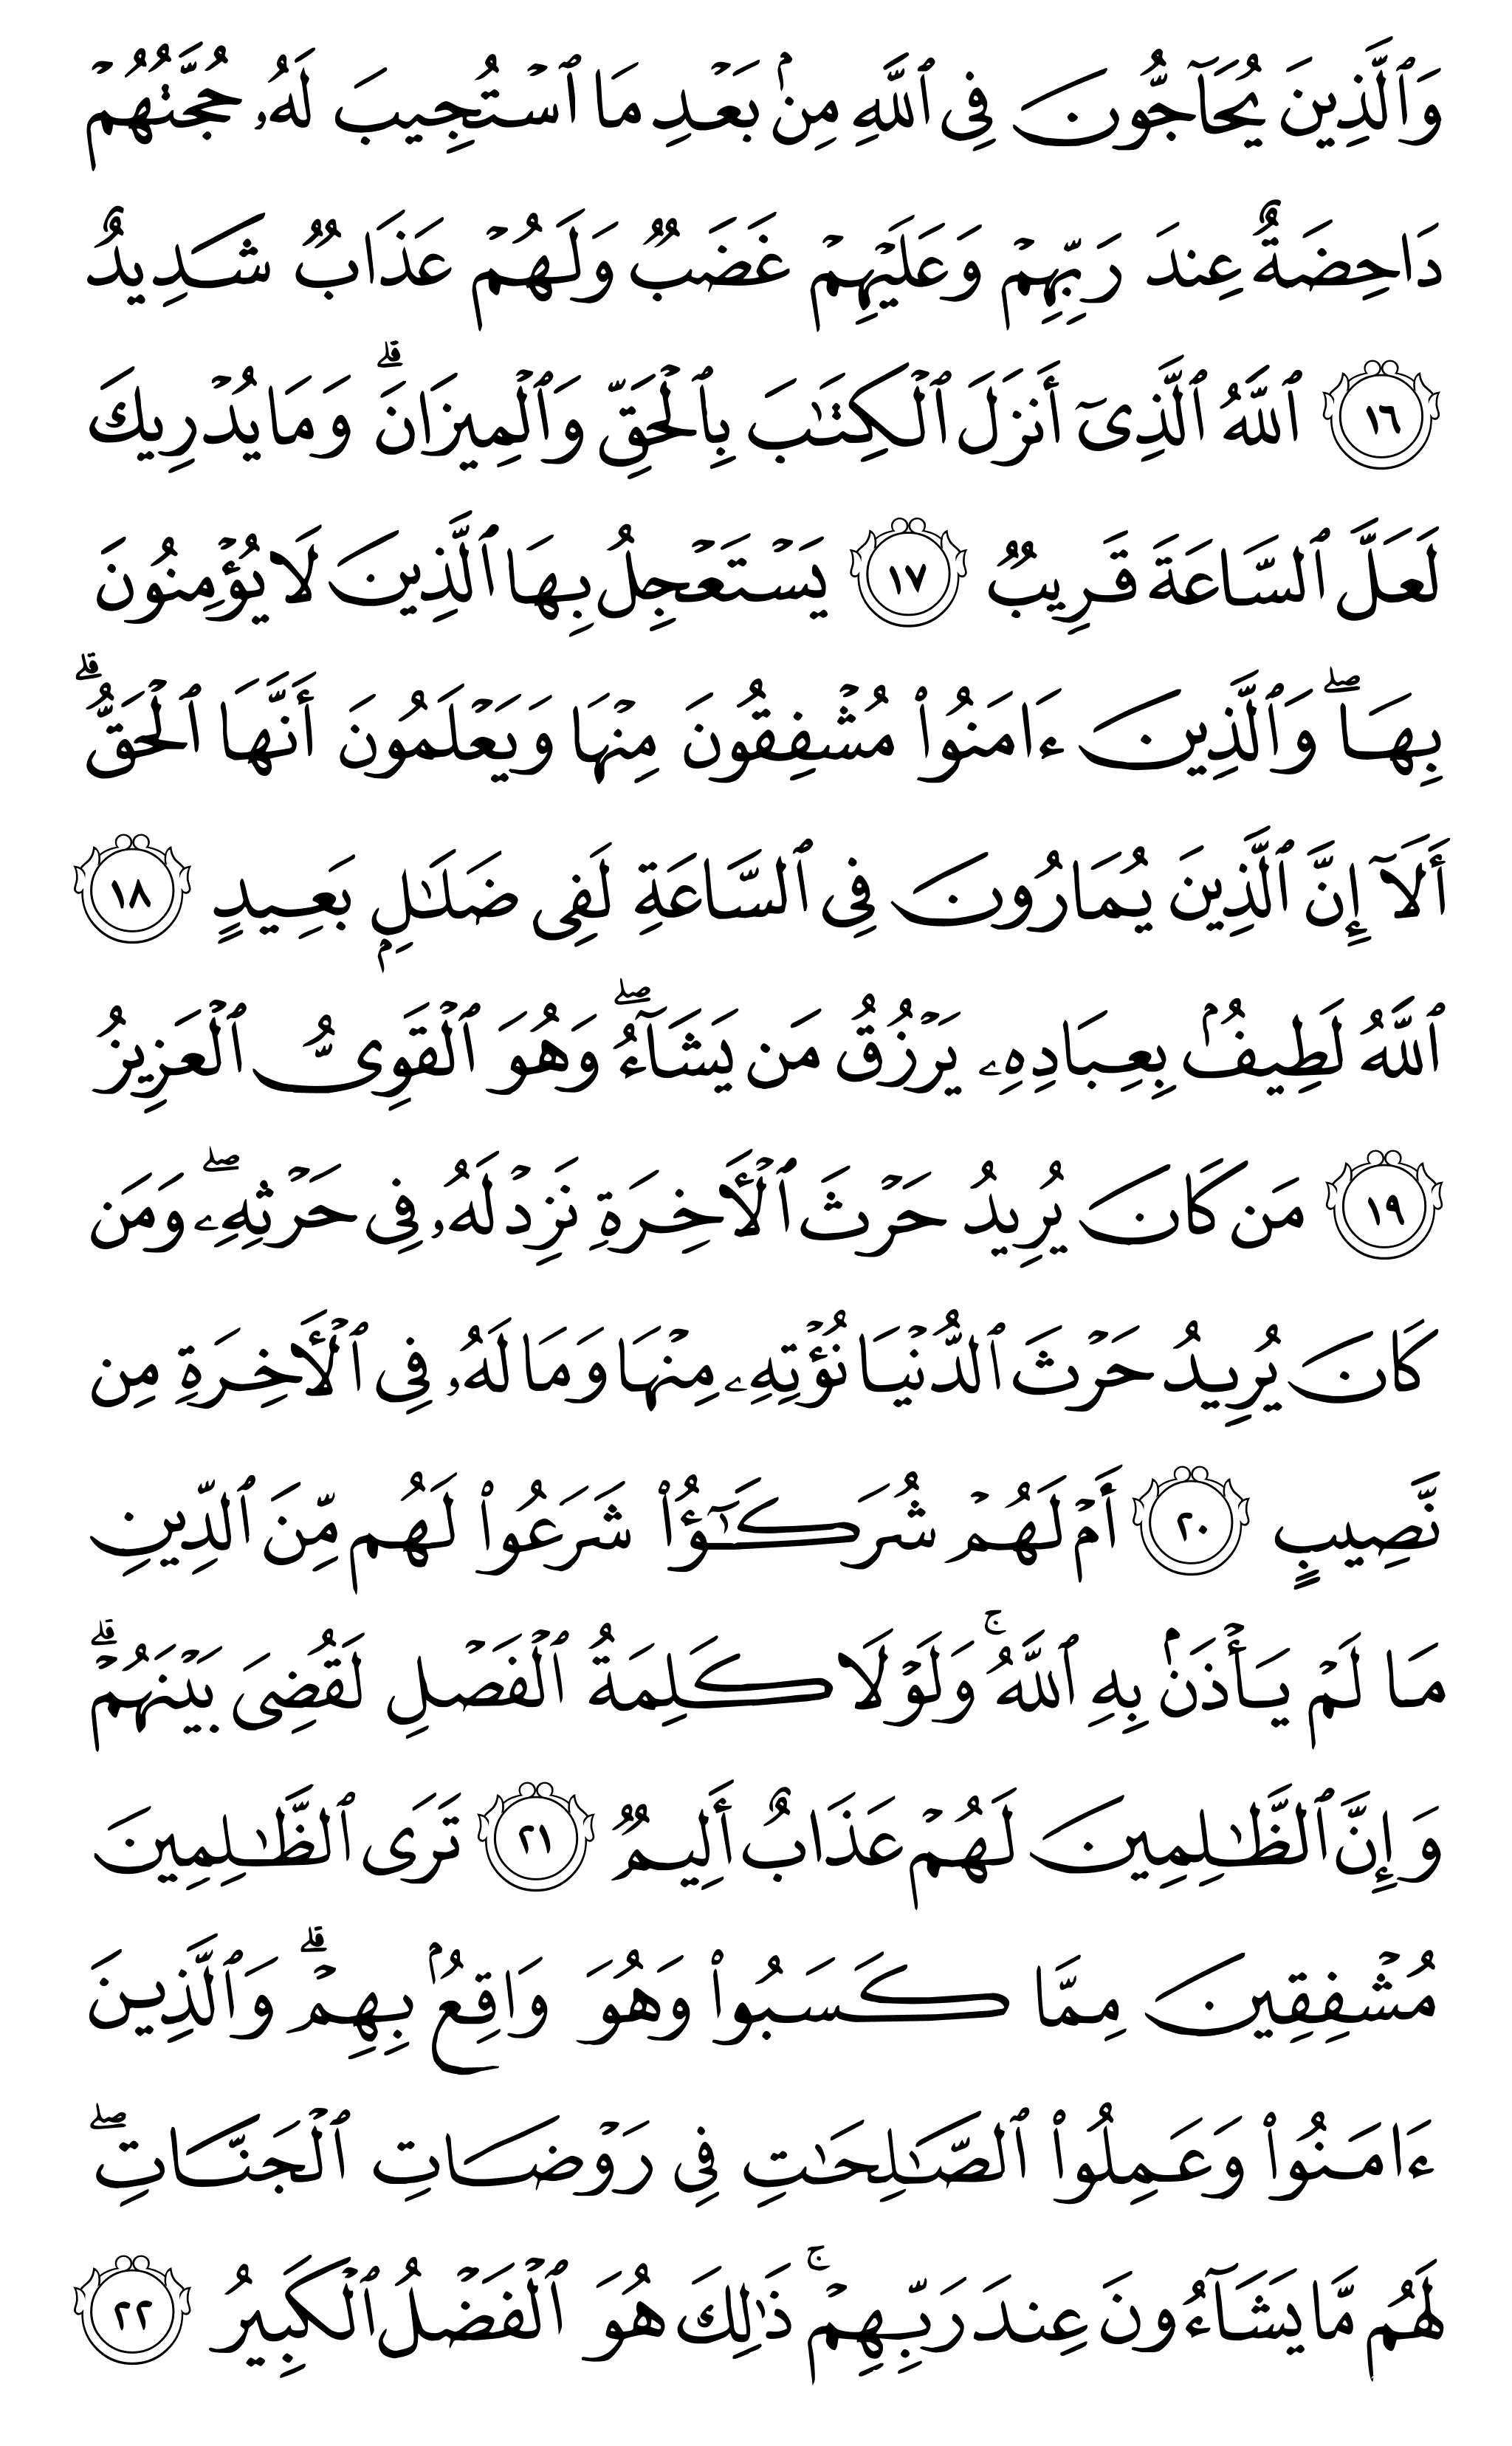 وَٱلَّذِينَ يُحَآجُّونَ فِى ٱللَّهِ مِنۢ بَعْدِ مَا ٱسْتُجِيبَ لَهُۥ حُجَّتُهُمْ
دَاحِضَةٌ عِندَ رَبِّهِمْ وَعَلَيْهِمْ غَضَبٌ وَلَهُمْ عَذَابٌ شَدِيدٌ
١٦ ٱللَّهُ ٱلَّذِىٓ أَنزَلَ ٱلْكِتَٰبَ بِٱلْحَقِّ وَٱلْمِيزَانَ ۗ وَمَا يُدْرِيكَ
لَعَلَّ ٱلسَّاعَةَ قَرِيبٌ ١٧ يَسْتَعْجِلُ بِهَا ٱلَّذِينَ لَا يُؤْمِنُونَ
بِهَا ۖ وَٱلَّذِينَ ءَامَنُوا۟ مُشْفِقُونَ مِنْهَا وَيَعْلَمُونَ أَنَّهَا ٱلْحَقُّ ۗ
أَلَآ إِنَّ ٱلَّذِينَ يُمَارُونَ فِى ٱلسَّاعَةِ لَفِى ضَلَٰلٍۭ بَعِيدٍ ١٨
ٱللَّهُ لَطِيفٌۢ بِعِبَادِهِۦ يَرْزُقُ مَن يَشَآءُ ۖ وَهُوَ ٱلْقَوِىُّ ٱلْعَزِيزُ
١٩ مَن كَانَ يُرِيدُ حَرْثَ ٱلْأَخِرَةِ نَزِدْ لَهُۥ فِى حَرْثِهِۦ ۖ وَمَن
كَانَ يُرِيدُ حَرْثَ ٱلدُّنْيَا نُؤْتِهِۦ مِنْهَا وَمَا لَهُۥ فِى ٱلْأَخِرَةِ مِن
نَّصِيبٍ ٢٠ أَمْ لَهُمْ شُرَكَٰٓؤُا۟ شَرَعُوا۟ لَهُم مِّنَ ٱلدِّينِ
مَا لَمْ يَأْذَنۢ بِهِ ٱللَّهُ ۚ وَلَوْلَا كَلِمَةُ ٱلْفَصْلِ لَقُضِىَ بَيْنَهُمْ ۗ
وَإِنَّ ٱلظَّٰلِمِينَ لَهُمْ عَذَابٌ أَلِيمٌ ٢١ تَرَى ٱلظَّٰلِمِينَ
مُشْفِقِينَ مِمَّا كَسَبُوا۟ وَهُوَ وَاقِعٌۢ بِهِمْ ۗ وَٱلَّذِينَ
ءَامَنُوا۟ وَعَمِلُوا۟ ٱلصَّٰلِحَٰتِ فِى رَوْضَاتِ ٱلْجَنَّاتِ ۖ
لَهُم مَّا يَشَآءُونَ عِندَ رَبِّهِمْ ۚ ذَٰلِكَ هُوَ ٱلْفَضْلُ ٱلْكَبِيرُ ٢٢